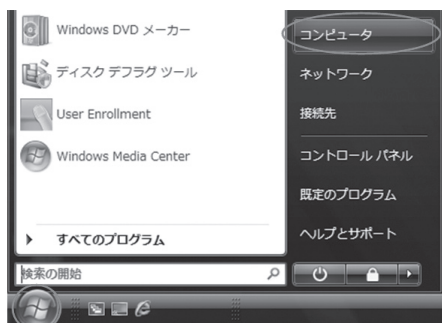 Windows DVD メーカー
ディスク デフラグ ツール
User Enrollment
Windows Media Center
すべてのプログラム
検索の開始
コンピュータ
ネットワーク
接続先
コントロール パネル
既定のプログラム
ヘルプとサポート